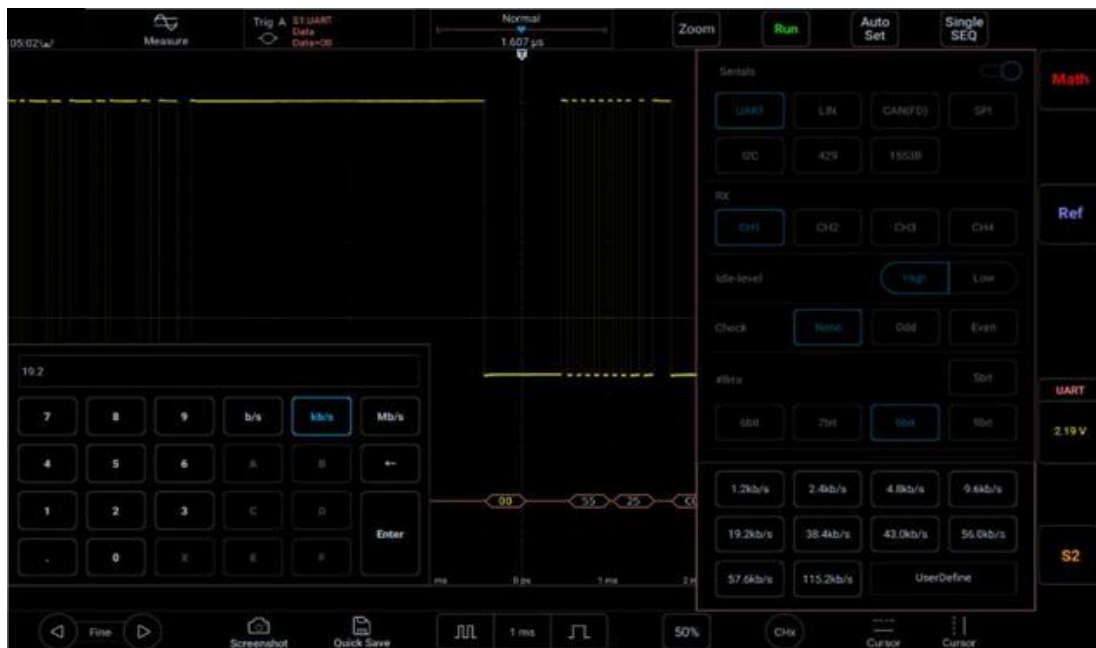 Trig A S1:UART
Data
Data=00
Normal
1.607 μs
T
Measure
Zoom
Run
Auto
Set
Single
SEQ
Serials
UART LIN CAN(FD) SPI
I2C 429 1553B
RX
CH1 CH2 CH3 CH4
Idle-level High Low
Check None Odd Even
#Bits 5bit
6bit 7bit 8bit 9bit
1.2kb/s 2.4kb/s 4.8kb/s 9.6kb/s
19.2kb/s 38.4kb/s 43.0kb/s 56.0kb/s
57.6kb/s 115.2kb/s UserDefine
Math
Ref
UART
2.19 V
S2
19.2
7 8 9 b/s kb/s Mb/s
4 5 6 A B ←
1 2 3 C D Enter
. 0 X E F
00 55 25
0 ps 1 ms
Fine
Screenshot
Quick Save
1 ms
50%
CHx
Cursor
Cursor